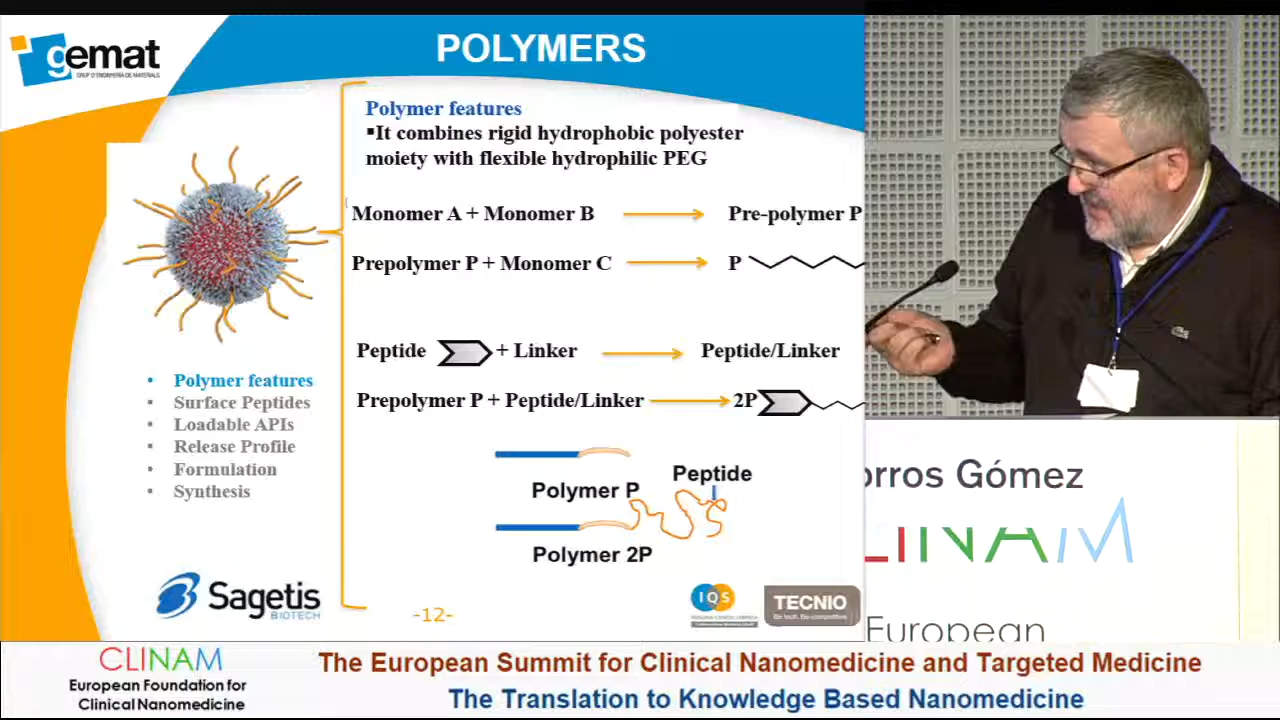 gemat
GRUP D'ENGINYERIA DE MATERIALS
POLYMERS
Polymer features
▪It combines rigid hydrophobic polyester
moiety with flexible hydrophilic PEG
Monomer A + Monomer B
Pre-polymer P
Prepolymer P + Monomer C
P
Peptide + Linker
Peptide/Linker
Prepolymer P + Peptide/Linker
2P
• Polymer features
• Surface Peptides
• Loadable APIs
• Release Profile
• Formulation
• Synthesis
Polymer P
Peptide
Polymer 2P
Sagetis
BIOTECH
-12-
IQS
TECNIO
Be tech. Be competitive
orros Gómez
CLINAM
European
CLINAM
European Foundation for
Clinical Nanomedicine
The European Summit for Clinical Nanomedicine and Targeted Medicine
The Translation to Knowledge Based Nanomedicine